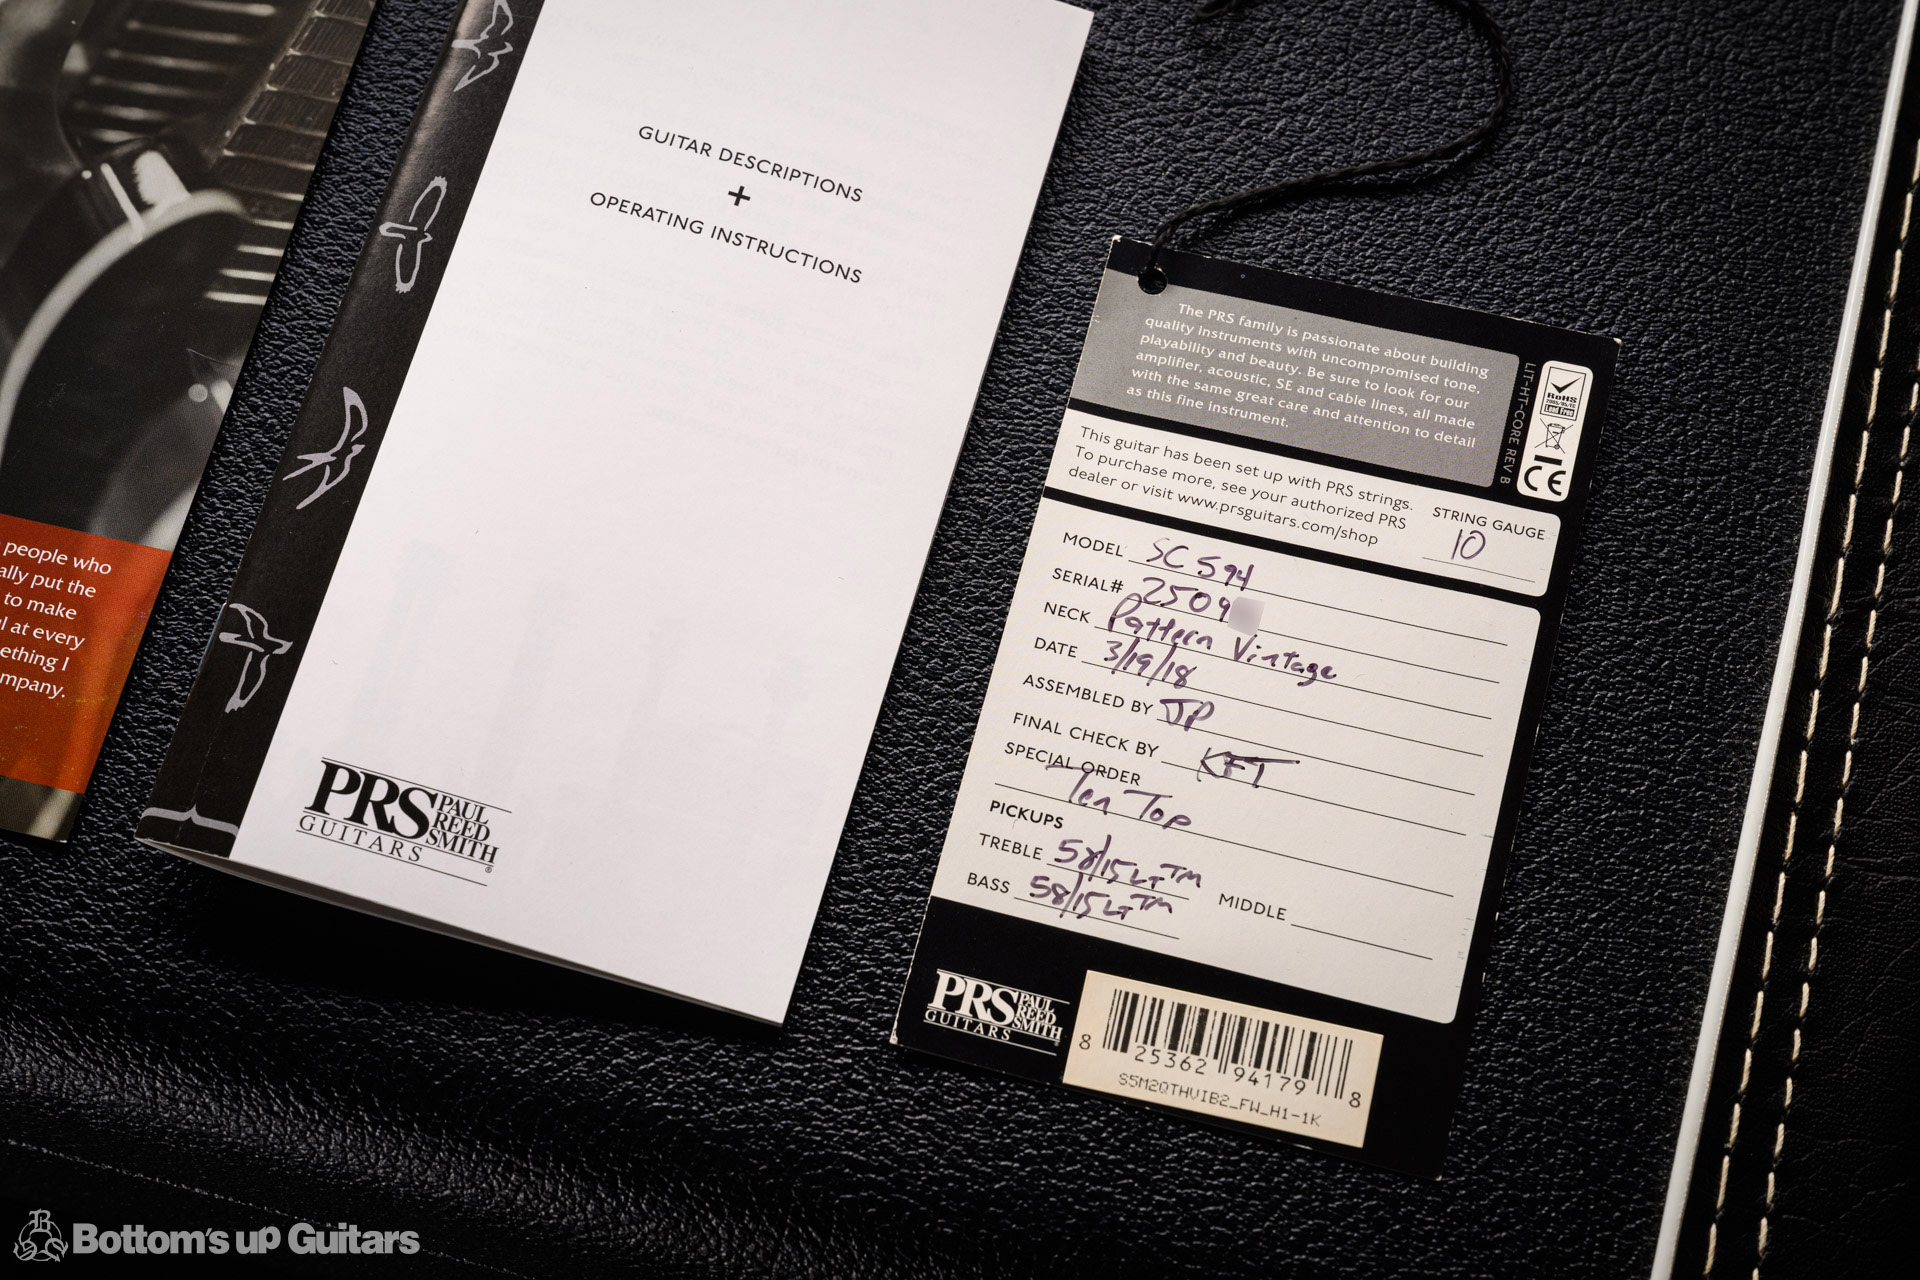 people who
ally put the
to make
l at every
ething I
mpany.
GUITAR DESCRIPTIONS
+
OPERATING INSTRUCTIONS
PRS PAUL REED SMITH
GUITARS
The PRS family is passionate about building
quality instruments with uncompromised tone,
playability and beauty. Be sure to look for our
amplifier, acoustic, SE and cable lines, all made
with the same great care and attention to detail
as this fine instrument.
LIT-HT-CORE REV B
RoHS
2002/95/EC
Lead Free
CE
This guitar has been set up with PRS strings.
To purchase more, see your authorized PRS
dealer or visit www.prsguitars.com/shop
STRING GAUGE
10
MODEL SC 594
SERIAL# 2509
NECK Pattern Vintage
DATE 3/19/18
ASSEMBLED BY JP
FINAL CHECK BY KFT
SPECIAL ORDER
Ten Top
PICKUPS
TREBLE 58/15 LT TM
BASS 58/15 LT TM
MIDDLE
PRS PAUL REED SMITH
GUITARS
8 25362 94179 8
S5M2QTHVIB2_FW_H1-1K
Bottom's up Guitars